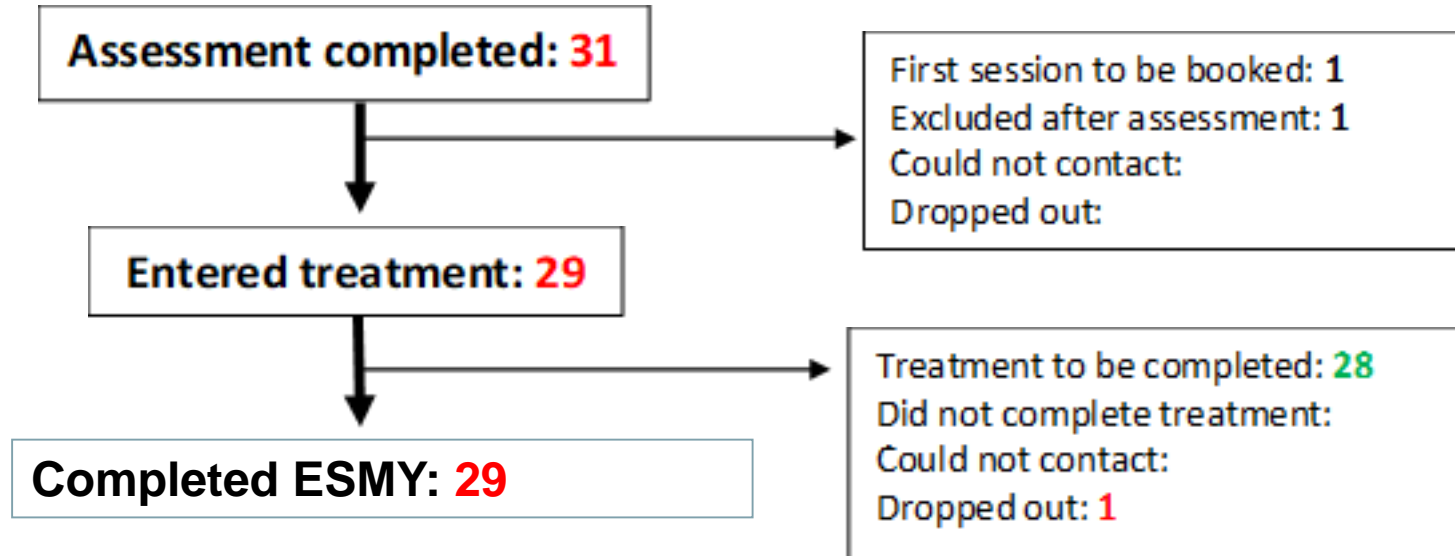 Assessment completed: 31
First session to be booked: 1
Excluded after assessment: 1
Could not contact:
Dropped out:
Entered treatment: 29
Treatment to be completed: 28
Did not complete treatment:
Could not contact:
Dropped out: 1
Completed ESMY: 29